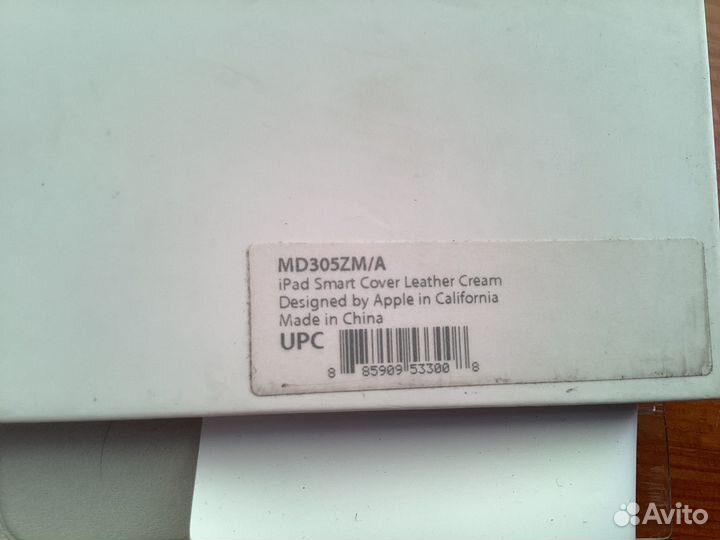 MD305ZM/A
iPad Smart Cover Leather Cream
Designed by Apple in California
Made in China
UPC
8 85909 53300 8
Avito